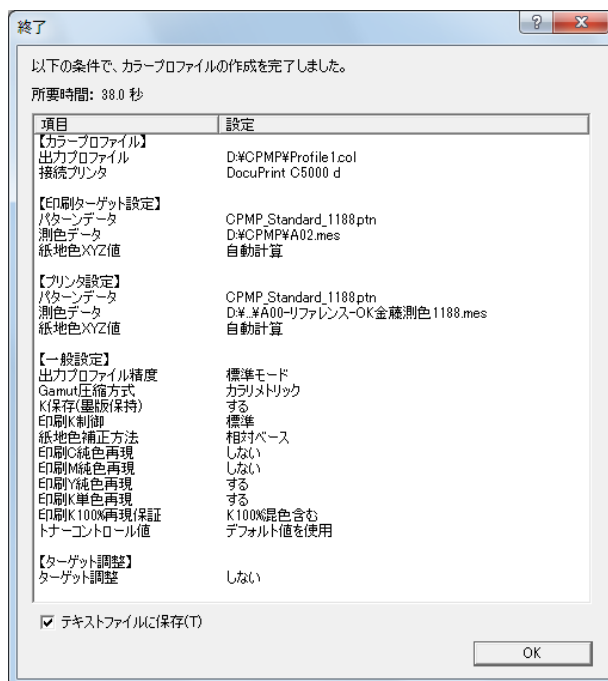 終了
以下の条件で、カラープロファイルの作成を完了しました。
所要時間: 38.0 秒
項目 設定
【カラープロファイル】
出力プロファイル D:¥CPMP¥Profile1.col
接続プリンタ DocuPrint C5000 d
【印刷ターゲット設定】
パターンデータ CPMP_Standard_1188.ptn
測色データ D:¥CPMP¥A02.mes
紙地色XYZ値 自動計算
【プリンタ設定】
パターンデータ CPMP_Standard_1188.ptn
測色データ D:¥..¥A00-リファレンス-OK金藤測色1188.mes
紙地色XYZ値 自動計算
【一般設定】
出力プロファイル精度 標準モード
Gamut圧縮方式 カラリメトリック
K保存(墨版保持) する
印刷K制御 標準
紙地色補正方法 相対ベース
印刷C純色再現 しない
印刷M純色再現 しない
印刷Y純色再現 する
印刷K単色再現 する
印刷K100%再現保証 K100%混色含む
トナーコントロール値 デフォルト値を使用
【ターゲット調整】
ターゲット調整 しない
テキストファイルに保存(T)
OK